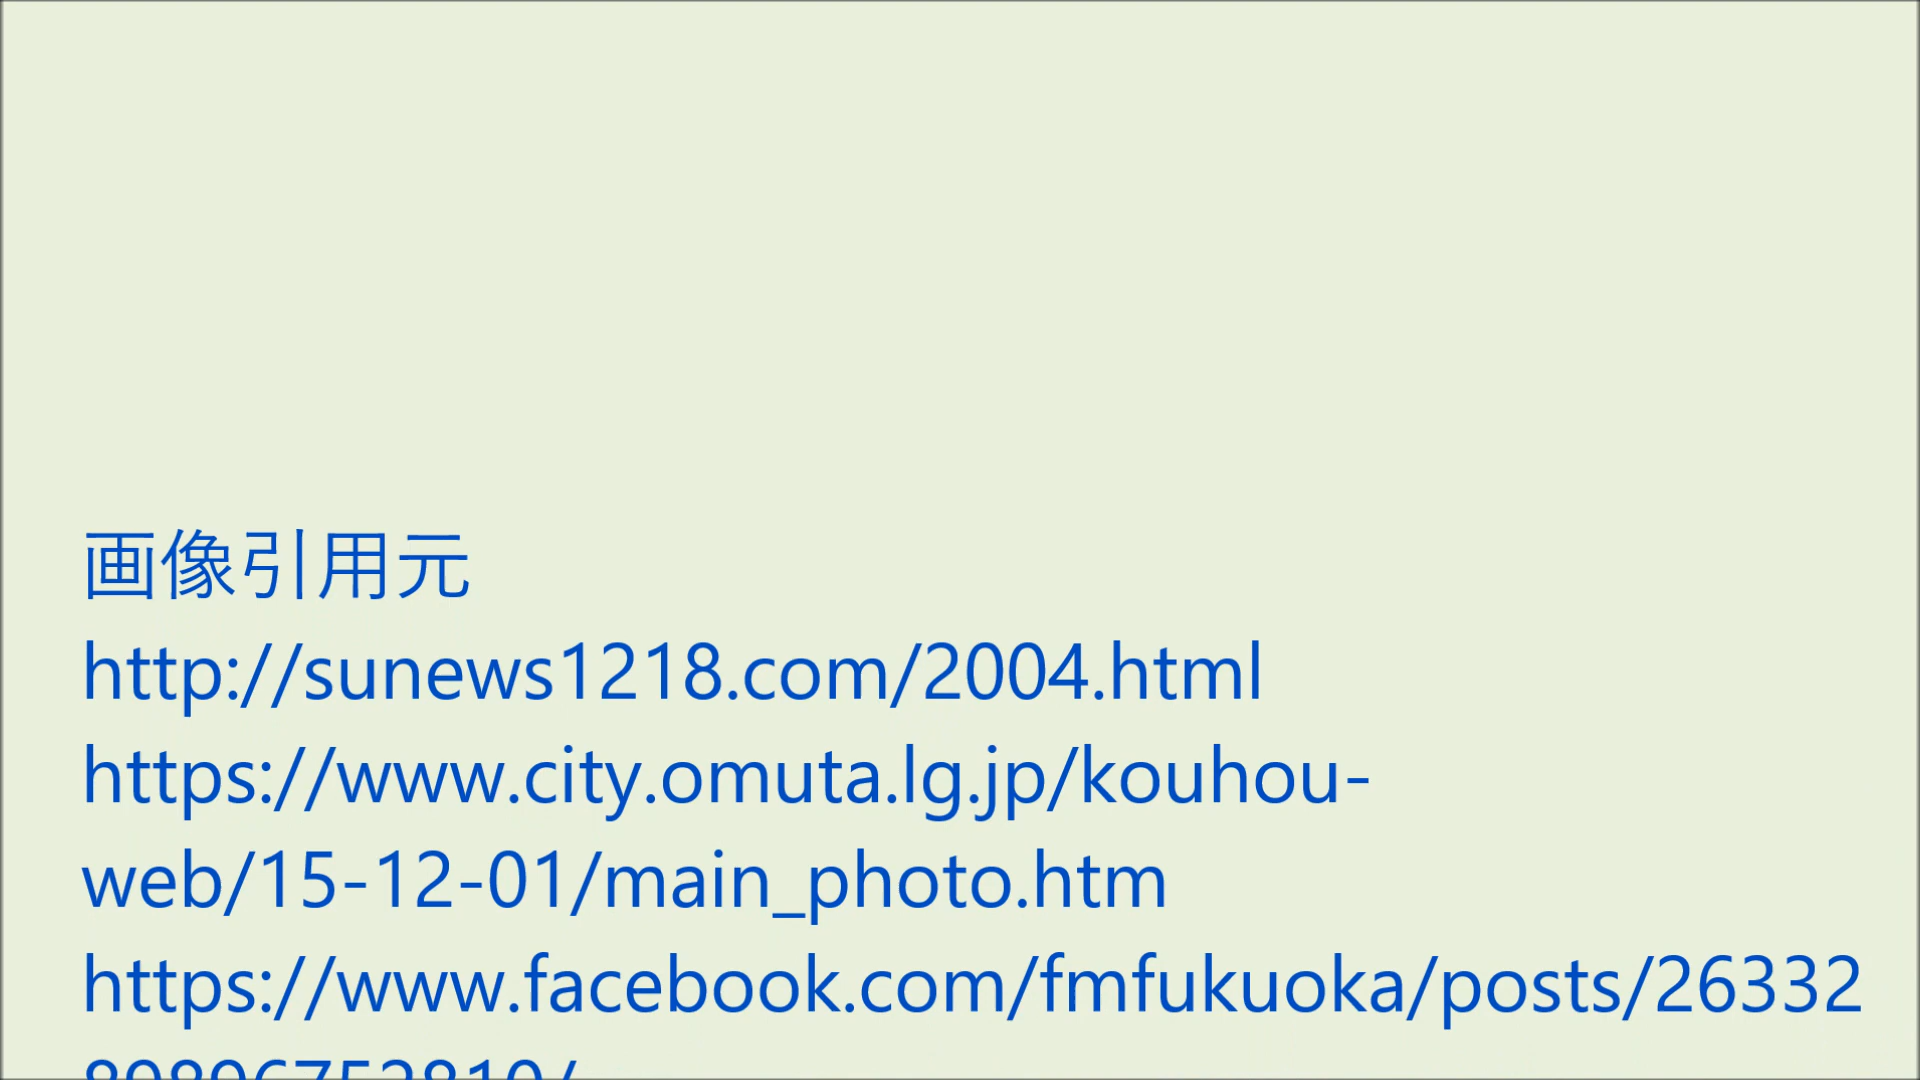 画像引用元
http://sunews1218.com/2004.html
https://www.city.omuta.lg.jp/kouhou-
web/15-12-01/main_photo.htm
https://www.facebook.com/fmfukuoka/posts/26332